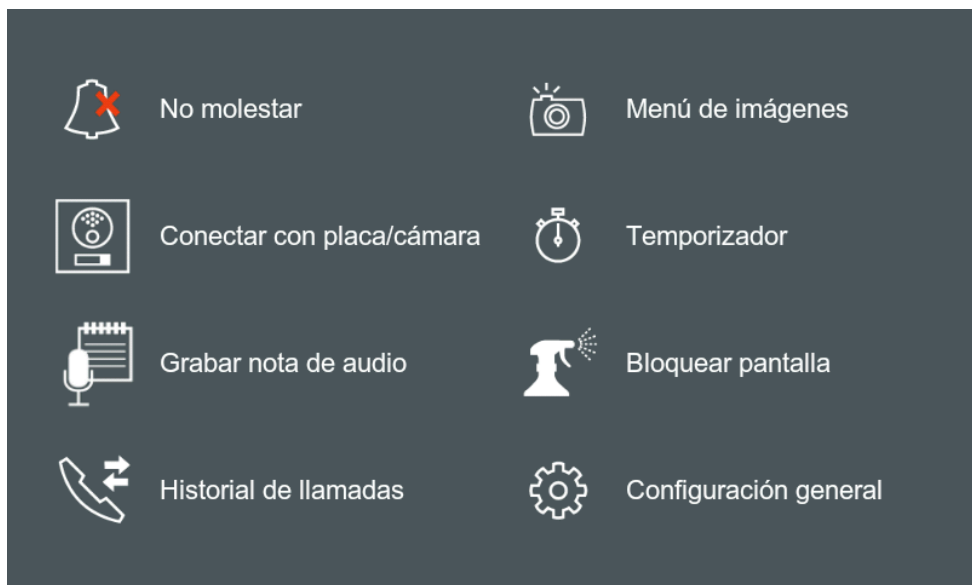 No molestar
Menú de imágenes
Conectar con placa/cámara
Temporizador
Grabar nota de audio
Bloquear pantalla
Historial de llamadas
Configuración general